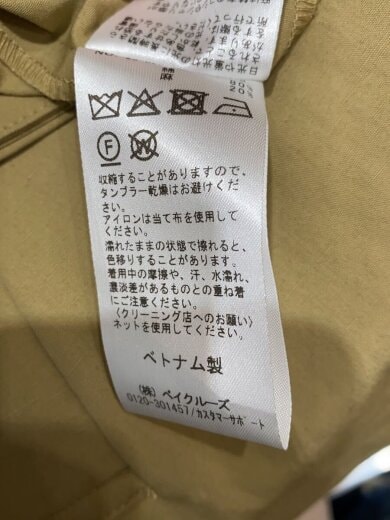 F W
収縮することがありますので、
タンブラー乾燥はお避けくだ
さい。
アイロンは当て布を使用して
ください。
濡れたままの状態で擦れると、
色移りすることがあります。
着用中の摩擦や、汗、水濡れ、
濃淡差があるものとの重ね着
にご注意ください。
〈クリーニング店へのお願い〉
ネットを使用してください。
ベトナム製
(株) ベイクルーズ
0120-301457/カスタマーサポート